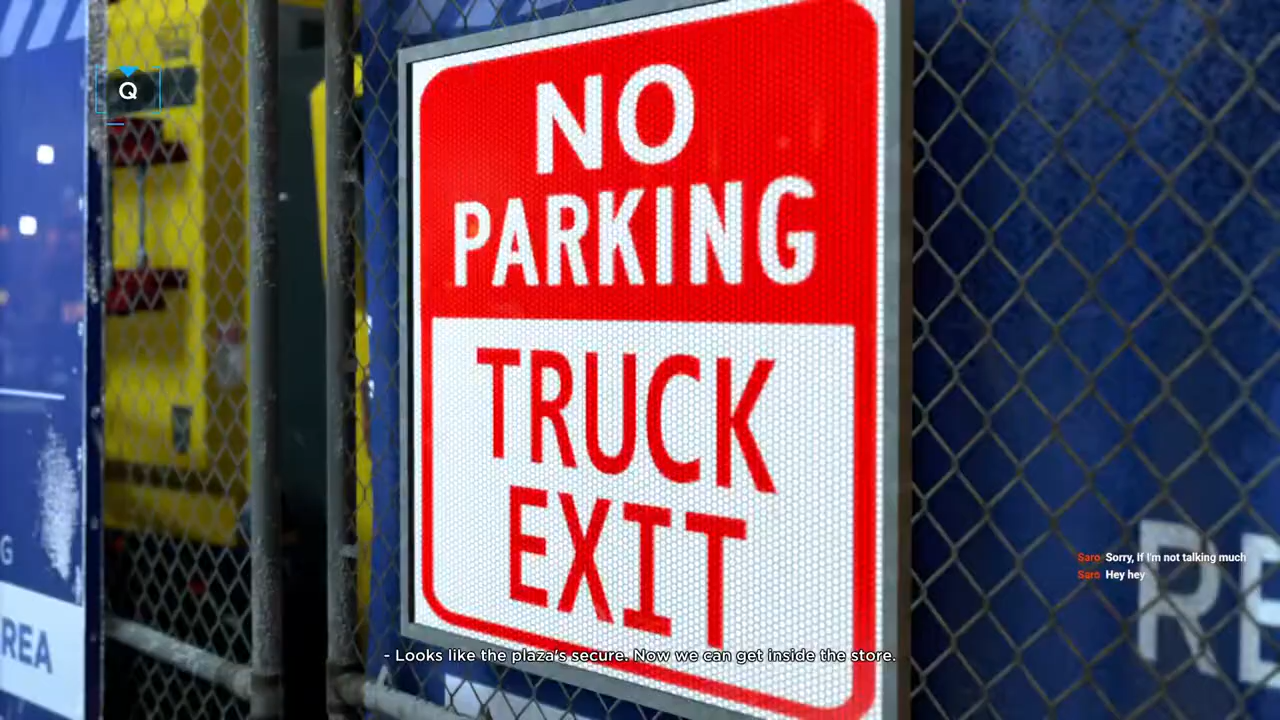 Q
NO
PARKING
TRUCK
EXIT
G
REA
RE
Saro Sorry, If I'm not talking much
Saro Hey hey
- Looks like the plaza's secure. Now we can get inside the store.